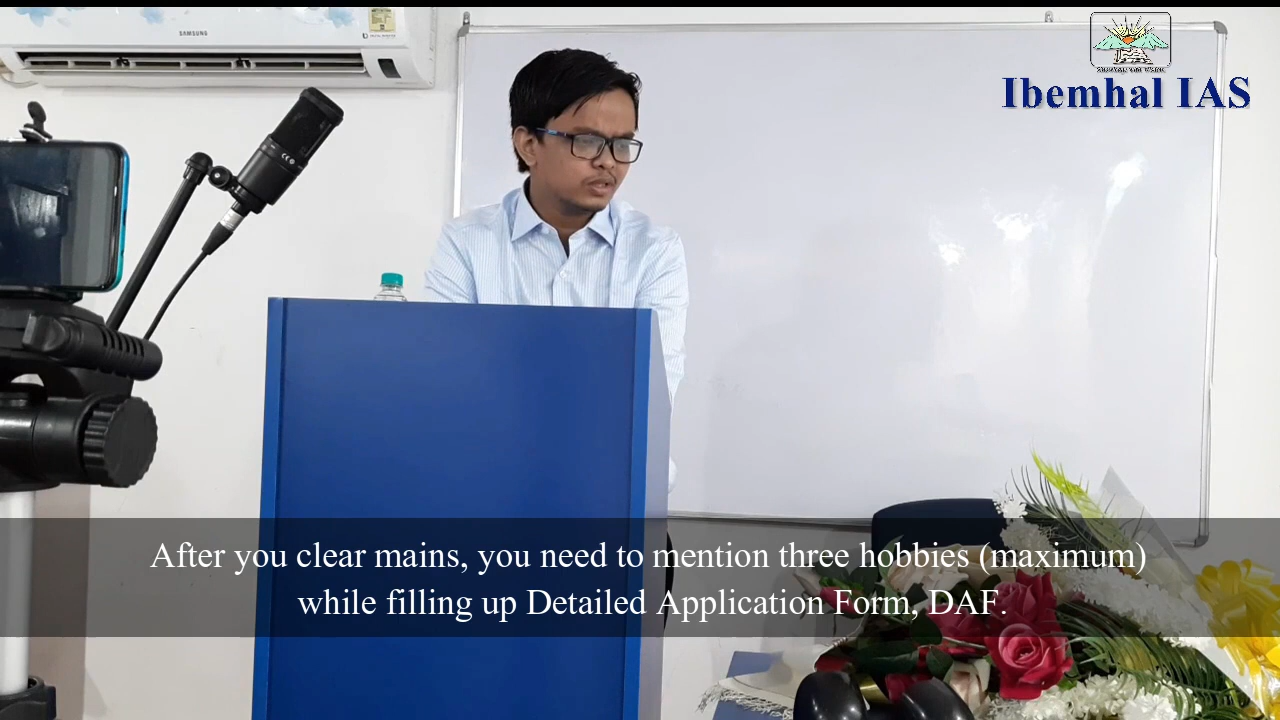 SAMSUNG
Ibemhal IAS
After you clear mains, you need to mention three hobbies (maximum)
while filling up Detailed Application Form, DAF.